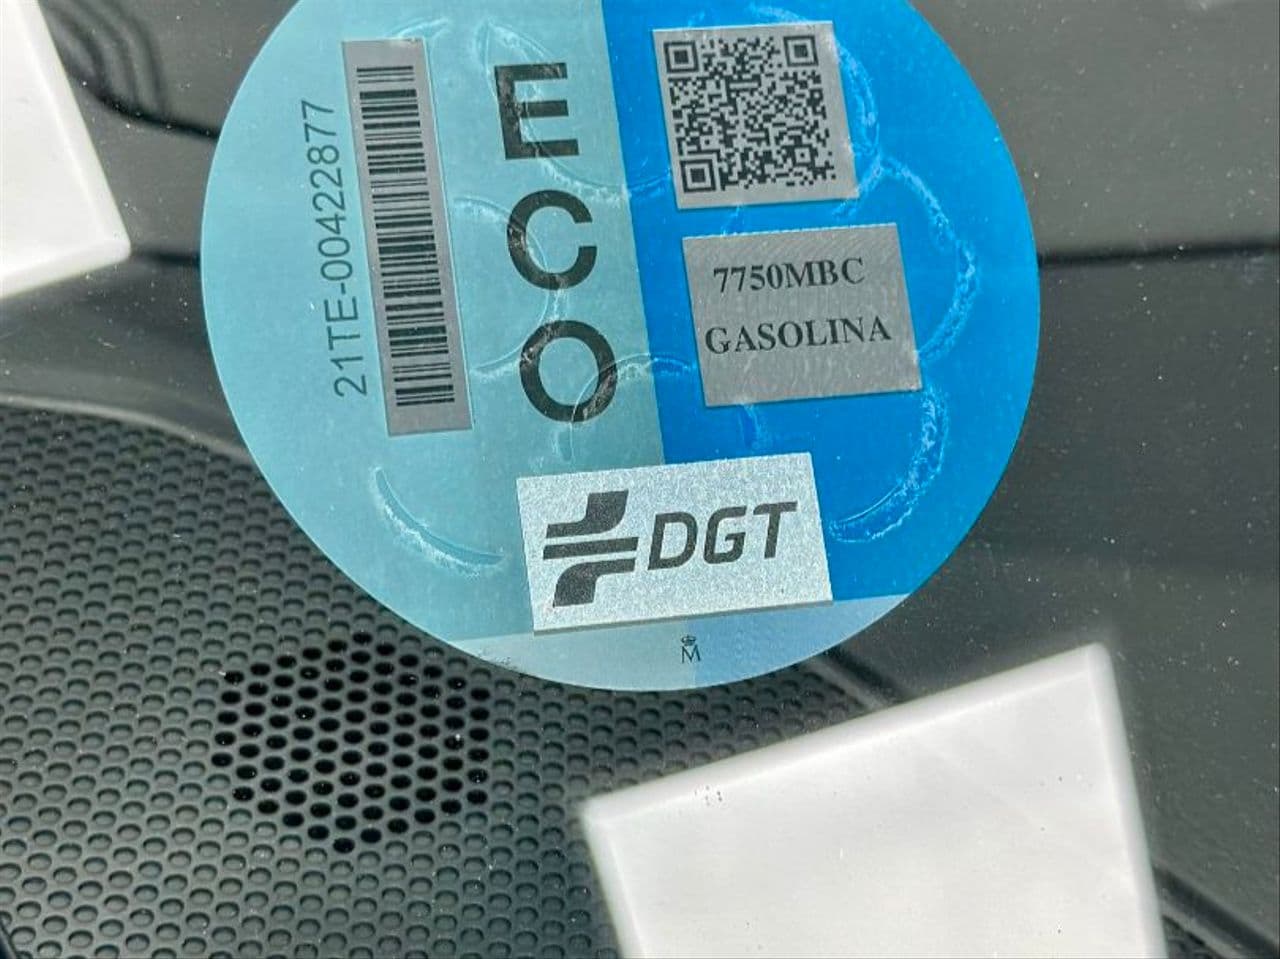 21TE-00422877
ECO
7750MBC
GASOLINA
DGT
M